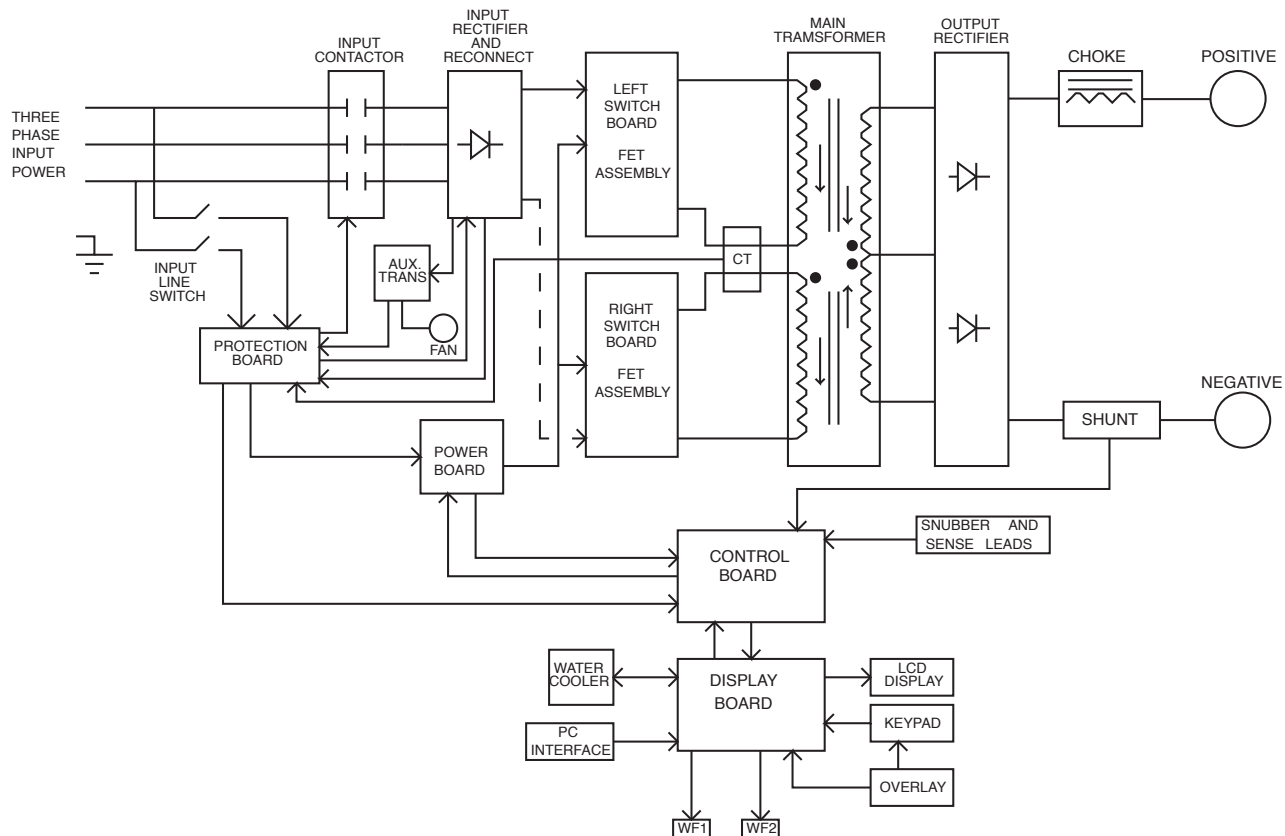 INPUT
RECTIFIER
AND
RECONNECT
INPUT
CONTACTOR
MAIN
TRAMSFORMER
OUTPUT
RECTIFIER
CHOKE
POSITIVE
THREE
PHASE
INPUT
POWER
LEFT
SWITCH
BOARD
FET
ASSEMBLY
INPUT
LINE
SWITCH
AUX.
TRANS
FAN
CT
PROTECTION
BOARD
RIGHT
SWITCH
BOARD
FET
ASSEMBLY
NEGATIVE
SHUNT
POWER
BOARD
CONTROL
BOARD
SNUBBER AND
SENSE LEADS
WATER
COOLER
DISPLAY
BOARD
LCD
DISPLAY
PC
INTERFACE
KEYPAD
OVERLAY
WF1
WF2